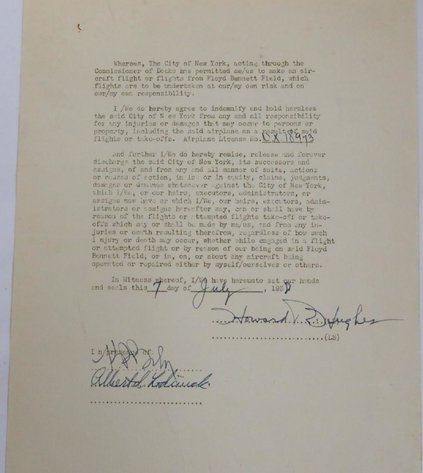 Whereas, The City of New York, acting through the
Commissioner of Docks has permitted me/us to make an air-
craft flight or flights from Floyd Bennett Field, which
flights are to be undertaken at our/my own risk and on
our/my own responsibility.
I /We do hereby agree to indemnify and hold harmless
the said City of N ew York from any and all responsibility
for any injuries or damages that may occur to persons or
property, including the said airplane as a result of said
flights or take-offs. Airplane License No. NX 18973
And further I/We do hereby remise, release and forever
discharge the said City of New York, its successors and
assigns, of and from any and all manner of suits, actions
or causes of action, in law or in equity, claims, judgments,
damages or demands whatsoever against the City of New York,
which I/We, or our heirs, executors, administrators, or
assigns now have or which I/We, our heirs, executors, admin-
istrators or assigns hereafter may, can or shall have by
reason of the flights or attempted flights take-off or take-
offs which may or shall be made by me/us, and from any in-
juries or death resulting therefrom, regardless of how such
injury or death may occur, whether while engaged in a flight
or attempted flight or by reason of our being on said Floyd
Bennett Field, or in, or on, or about any aircraft being
operated or repaired either by myself/ourselves or others.
In Witness whereof, I/We have hereunto set our hands
and seals this 7 day of July, 1938
Howard R. Hughes
(LS)
In presence of
Albert I. Lodwick